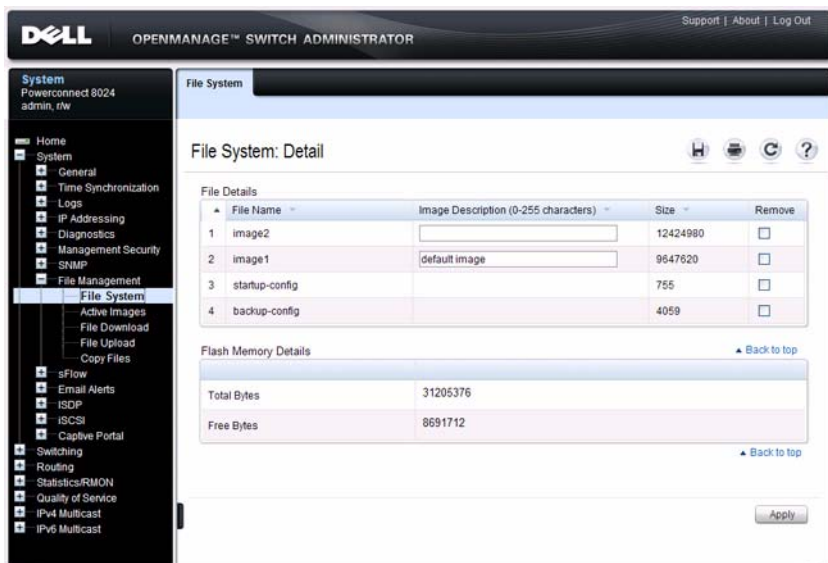 DELL
OPENMANAGE™ SWITCH ADMINISTRATOR
Support | About | Log Out
System
Powerconnect 8024
admin, r/w
Home
System
General
Time Synchronization
Logs
IP Addressing
Diagnostics
Management Security
SNMP
File Management
File System
Active Images
File Download
File Upload
Copy Files
sFlow
Email Alerts
ISDP
iSCSI
Captive Portal
Switching
Routing
Statistics/RMON
Quality of Service
IPv4 Multicast
IPv6 Multicast
File System
File System: Detail
File Details
File Name Image Description (0-255 characters) Size Remove
1 image2 12424980
2 image1 default image 9647620
3 startup-config 755
4 backup-config 4059
Flash Memory Details
Back to top
Total Bytes 31205376
Free Bytes 8691712
Back to top
Apply